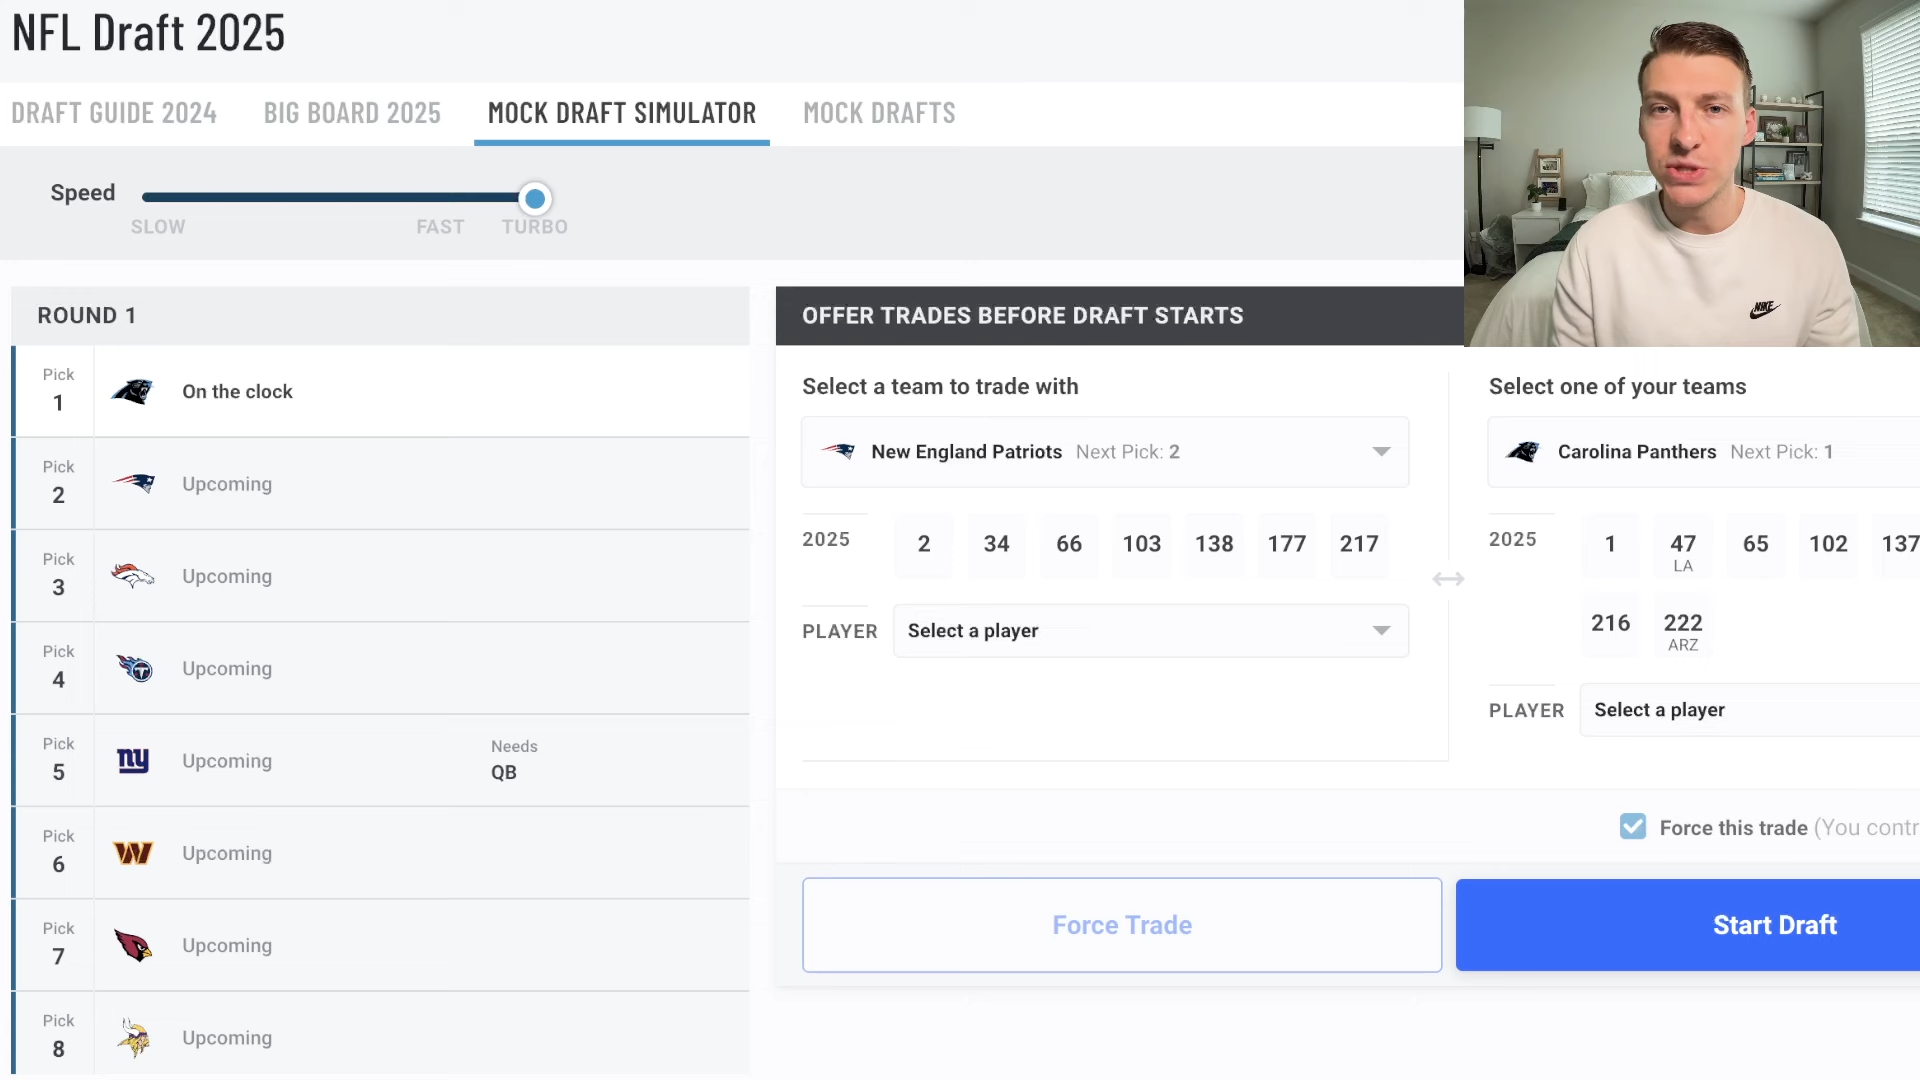 NFL Draft 2025
DRAFT GUIDE 2024 BIG BOARD 2025 MOCK DRAFT SIMULATOR MOCK DRAFTS
Speed
SLOW FAST TURBO
ROUND 1
Pick 1 On the clock
Pick 2 Upcoming
Pick 3 Upcoming
Pick 4 Upcoming
Pick 5 ny Upcoming Needs QB
Pick 6 W Upcoming
Pick 7 Upcoming
Pick 8 Upcoming
OFFER TRADES BEFORE DRAFT STARTS
Select a team to trade with
New England Patriots Next Pick: 2
2025 2 34 66 103 138 177 217
PLAYER Select a player
Select one of your teams
Carolina Panthers Next Pick: 1
2025 1 47 LA 65 102 137
216 222 ARZ
PLAYER Select a player
Force this trade (You contr
Force Trade Start Draft
NIKE